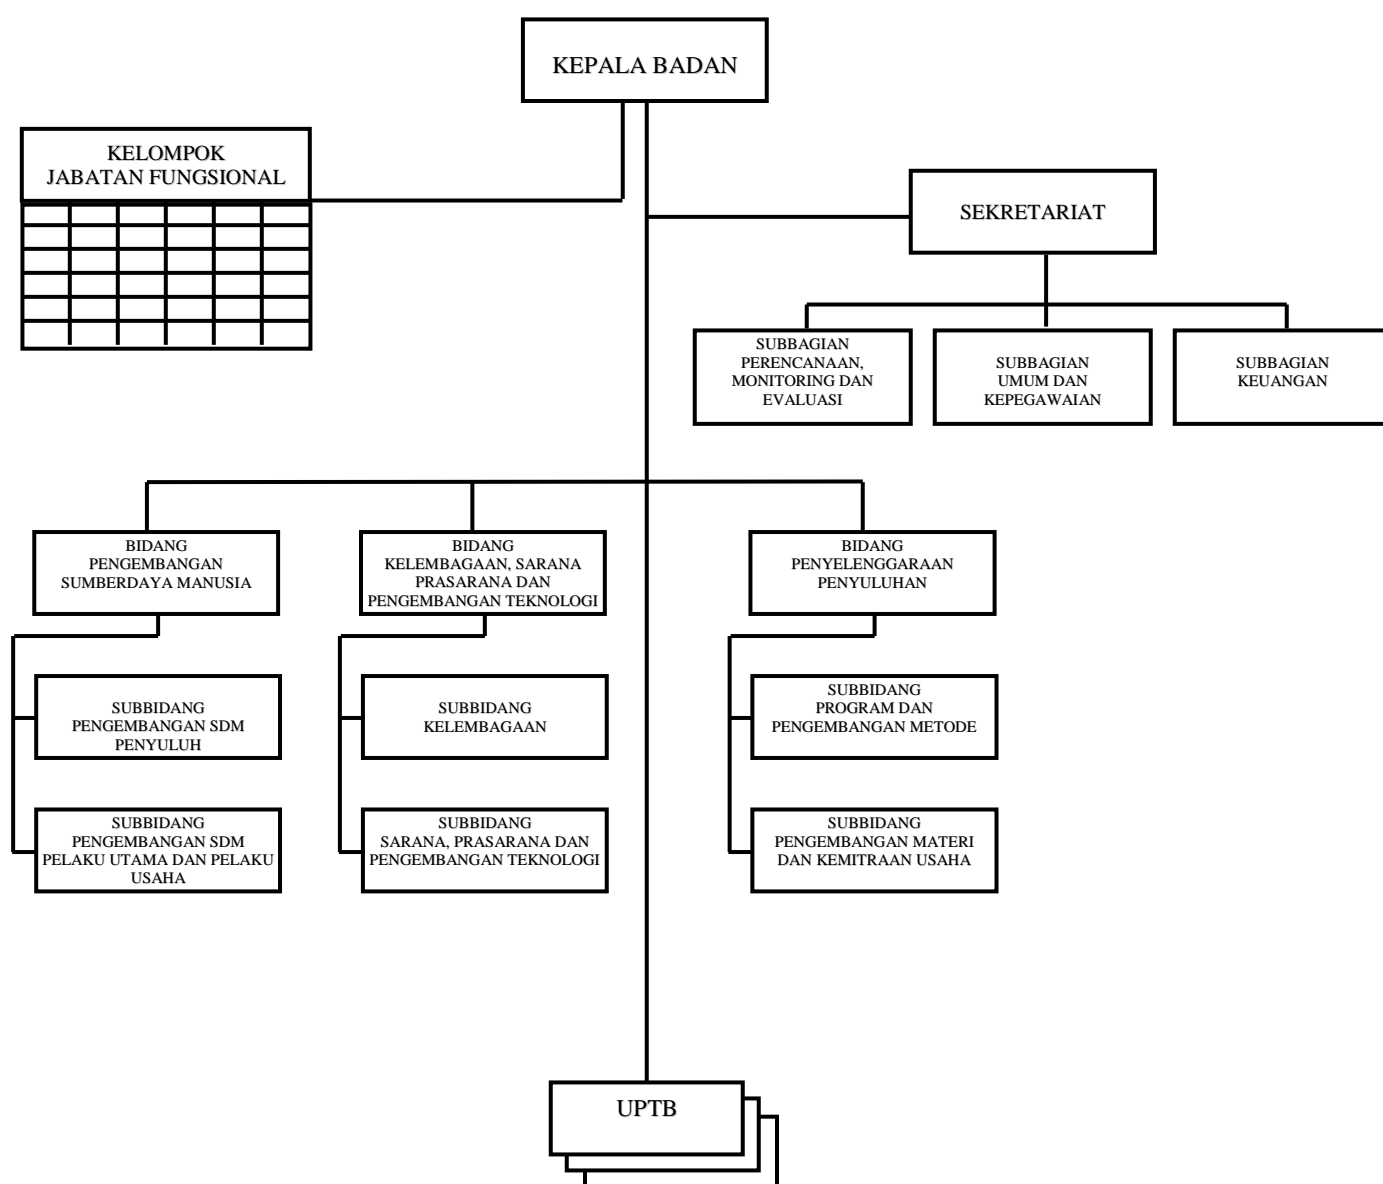 KEPALA BADAN
KELOMPOK
JABATAN FUNGSIONAL
SEKRETARIAT
SUBBAGIAN
PERENCANAAN,
MONITORING DAN
EVALUASI
SUBBAGIAN
UMUM DAN
KEPEGAWAIAN
SUBBAGIAN
KEUANGAN
BIDANG
PENGEMBANGAN
SUMBERDAYA MANUSIA
BIDANG
KELEMBAGAAN, SARANA
PRASARANA DAN
PENGEMBANGAN TEKNOLOGI
BIDANG
PENYELENGGARAAN
PENYULUHAN
SUBBIDANG
PENGEMBANGAN SDM
PENYULUH
SUBBIDANG
KELEMBAGAAN
SUBBIDANG
PROGRAM DAN
PENGEMBANGAN METODE
SUBBIDANG
PENGEMBANGAN SDM
PELAKU UTAMA DAN PELAKU
USAHA
SUBBIDANG
SARANA, PRASARANA DAN
PENGEMBANGAN TEKNOLOGI
SUBBIDANG
PENGEMBANGAN MATERI
DAN KEMITRAAN USAHA
UPTB